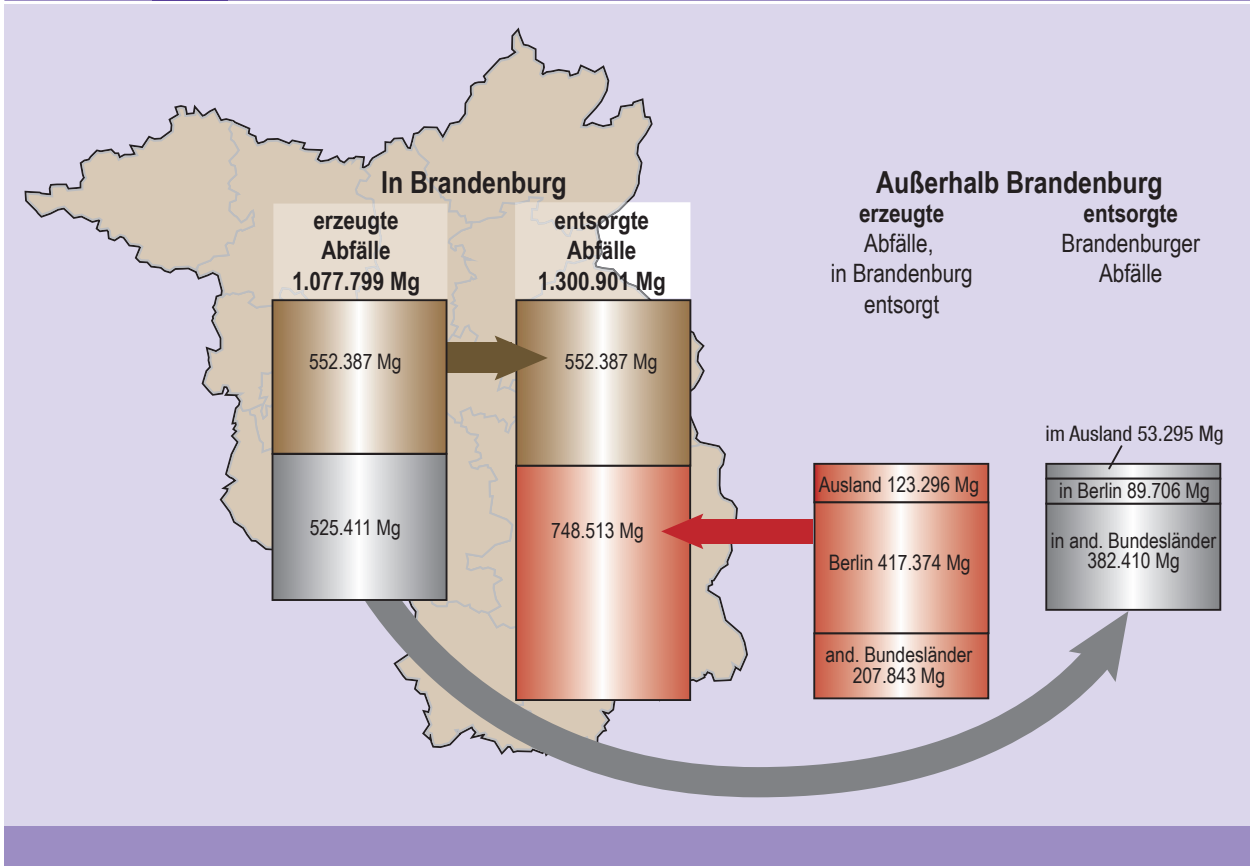 In Brandenburg
erzeugte
Abfälle
1.077.799 Mg
552.387 Mg
525.411 Mg
entsorgte
Abfälle
1.300.901 Mg
552.387 Mg
748.513 Mg
Außerhalb Brandenburg
erzeugte
Abfälle,
in Brandenburg
entsorgt
Ausland 123.296 Mg
Berlin 417.374 Mg
and. Bundesländer
207.843 Mg
entsorgte
Brandenburger
Abfälle
im Ausland 53.295 Mg
in Berlin 89.706 Mg
in and. Bundesländer
382.410 Mg